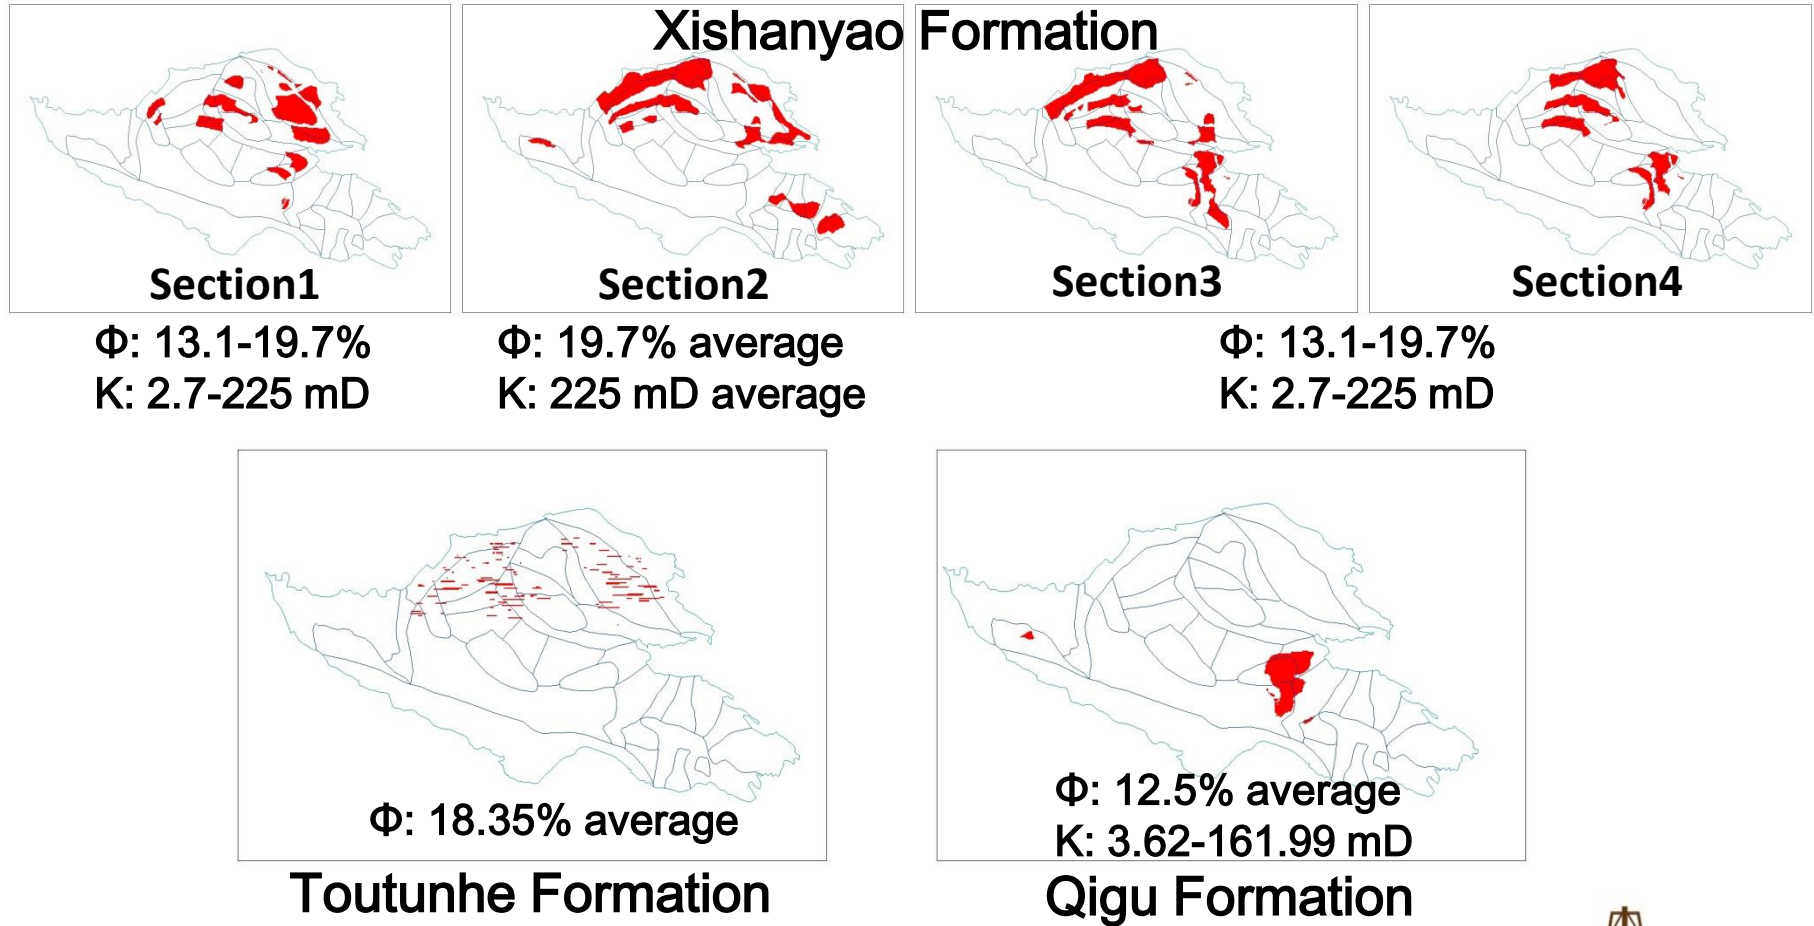 Xishanyao Formation
Section1
Section2
Section3
Section4
Φ: 13.1-19.7%
K: 2.7-225 mD
Φ: 19.7% average
K: 225 mD average
Φ: 13.1-19.7%
K: 2.7-225 mD
Φ: 18.35% average
Toutunhe Formation
Φ: 12.5% average
K: 3.62-161.99 mD
Qigu Formation